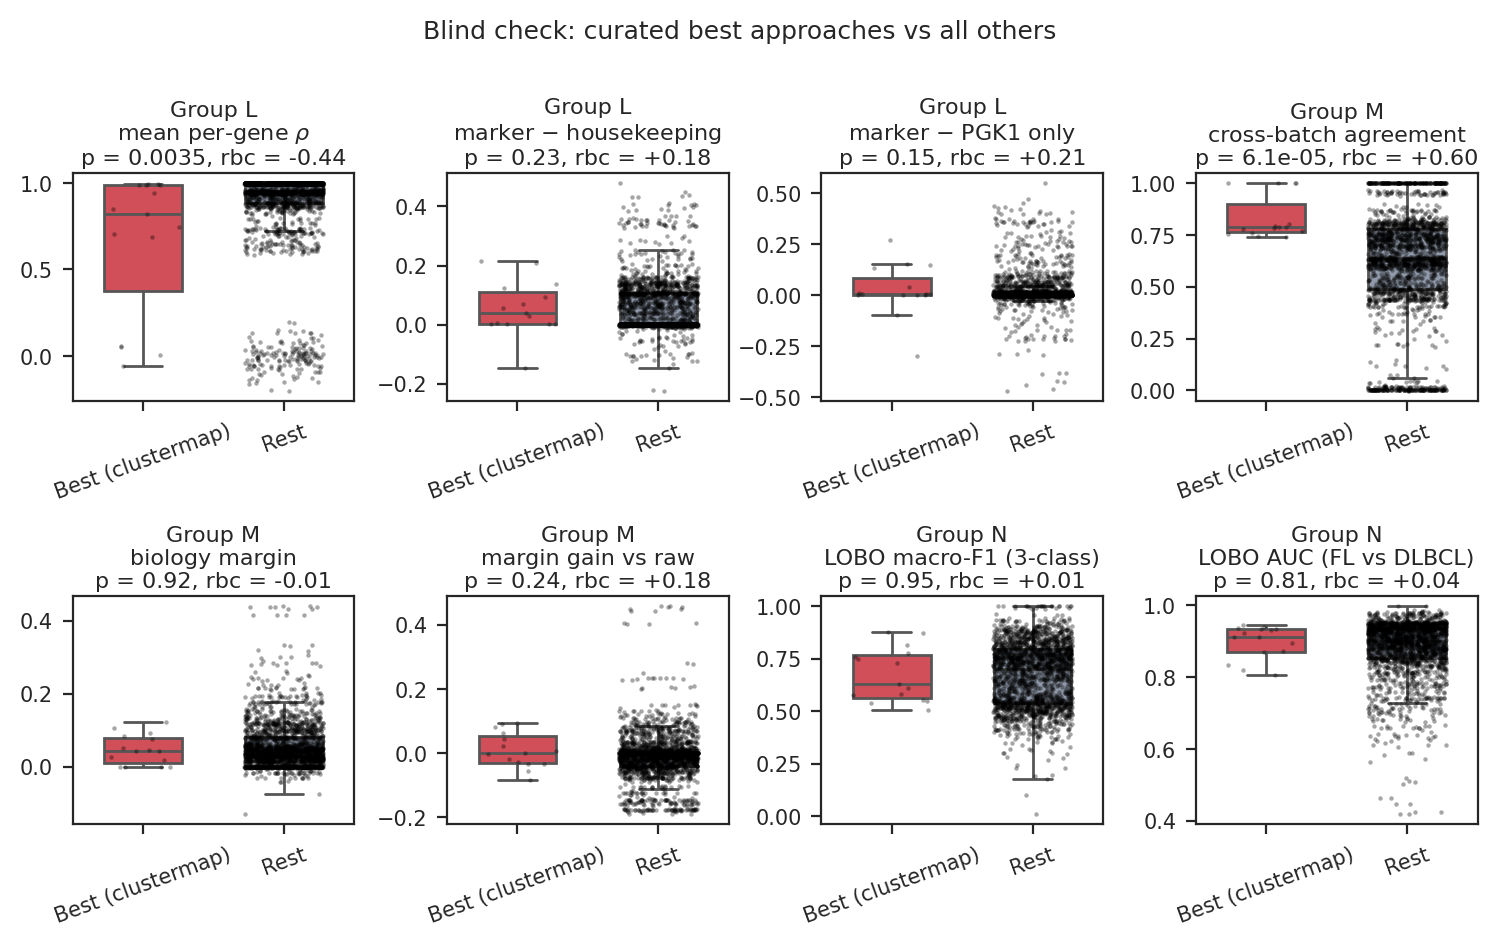 Blind check: curated best approaches vs all others
Group L
mean per-gene ρ
p = 0.0035, rbc = -0.44
1.0
0.5
0.0
Best (clustermap)
Rest
Group L
marker − housekeeping
p = 0.23, rbc = +0.18
0.4
0.2
0.0
−0.2
Best (clustermap)
Rest
Group L
marker − PGK1 only
p = 0.15, rbc = +0.21
0.50
0.25
0.00
−0.25
−0.50
Best (clustermap)
Rest
Group M
cross-batch agreement
p = 6.1e-05, rbc = +0.60
1.00
0.75
0.50
0.25
0.00
Best (clustermap)
Rest
Group M
biology margin
p = 0.92, rbc = -0.01
0.4
0.2
0.0
Best (clustermap)
Rest
Group M
margin gain vs raw
p = 0.24, rbc = +0.18
0.4
0.2
0.0
−0.2
Best (clustermap)
Rest
Group N
LOBO macro-F1 (3-class)
p = 0.95, rbc = +0.01
1.00
0.75
0.50
0.25
0.00
Best (clustermap)
Rest
Group N
LOBO AUC (FL vs DLBCL)
p = 0.81, rbc = +0.04
1.0
0.8
0.6
0.4
Best (clustermap)
Rest